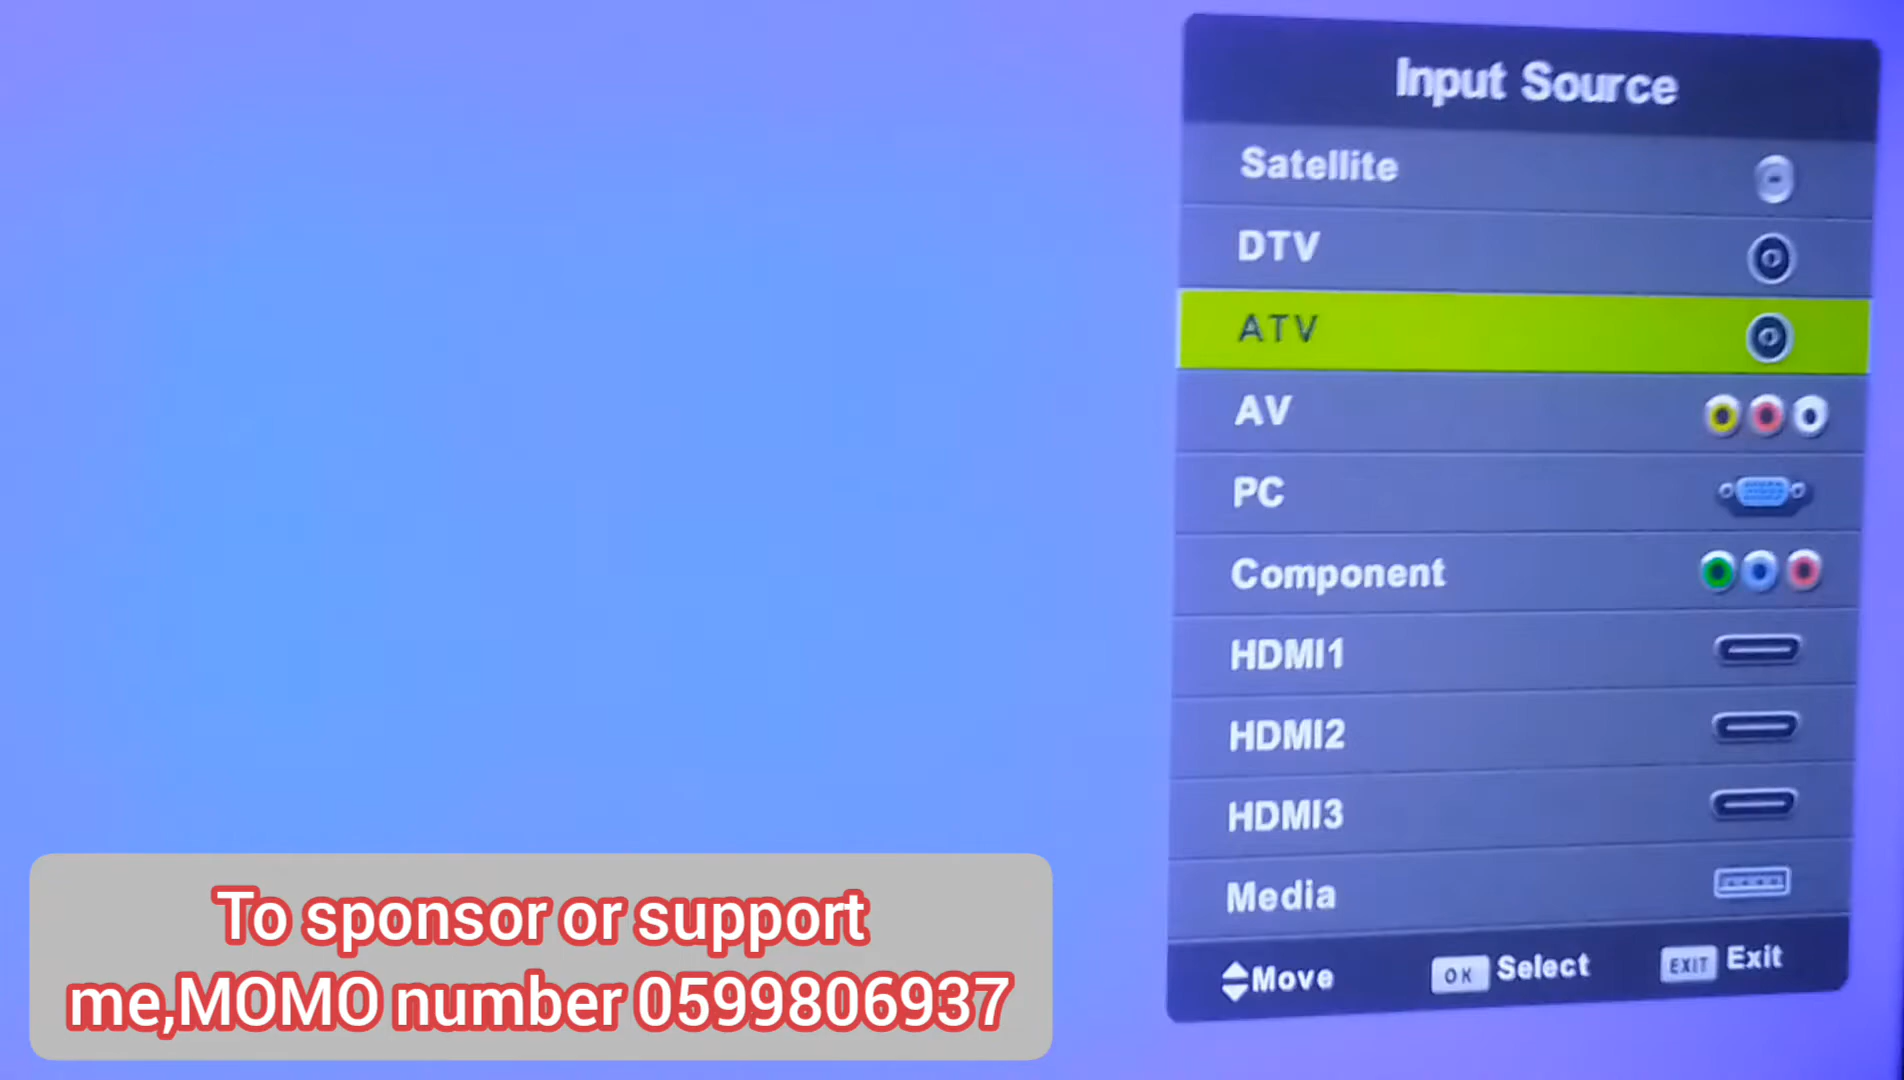 Input Source
Satellite
DTV
ATV
AV
PC
Component
HDMI1
HDMI2
HDMI3
Media
Move OK Select EXIT Exit
To sponsor or support
me,MOMO number 0599806937